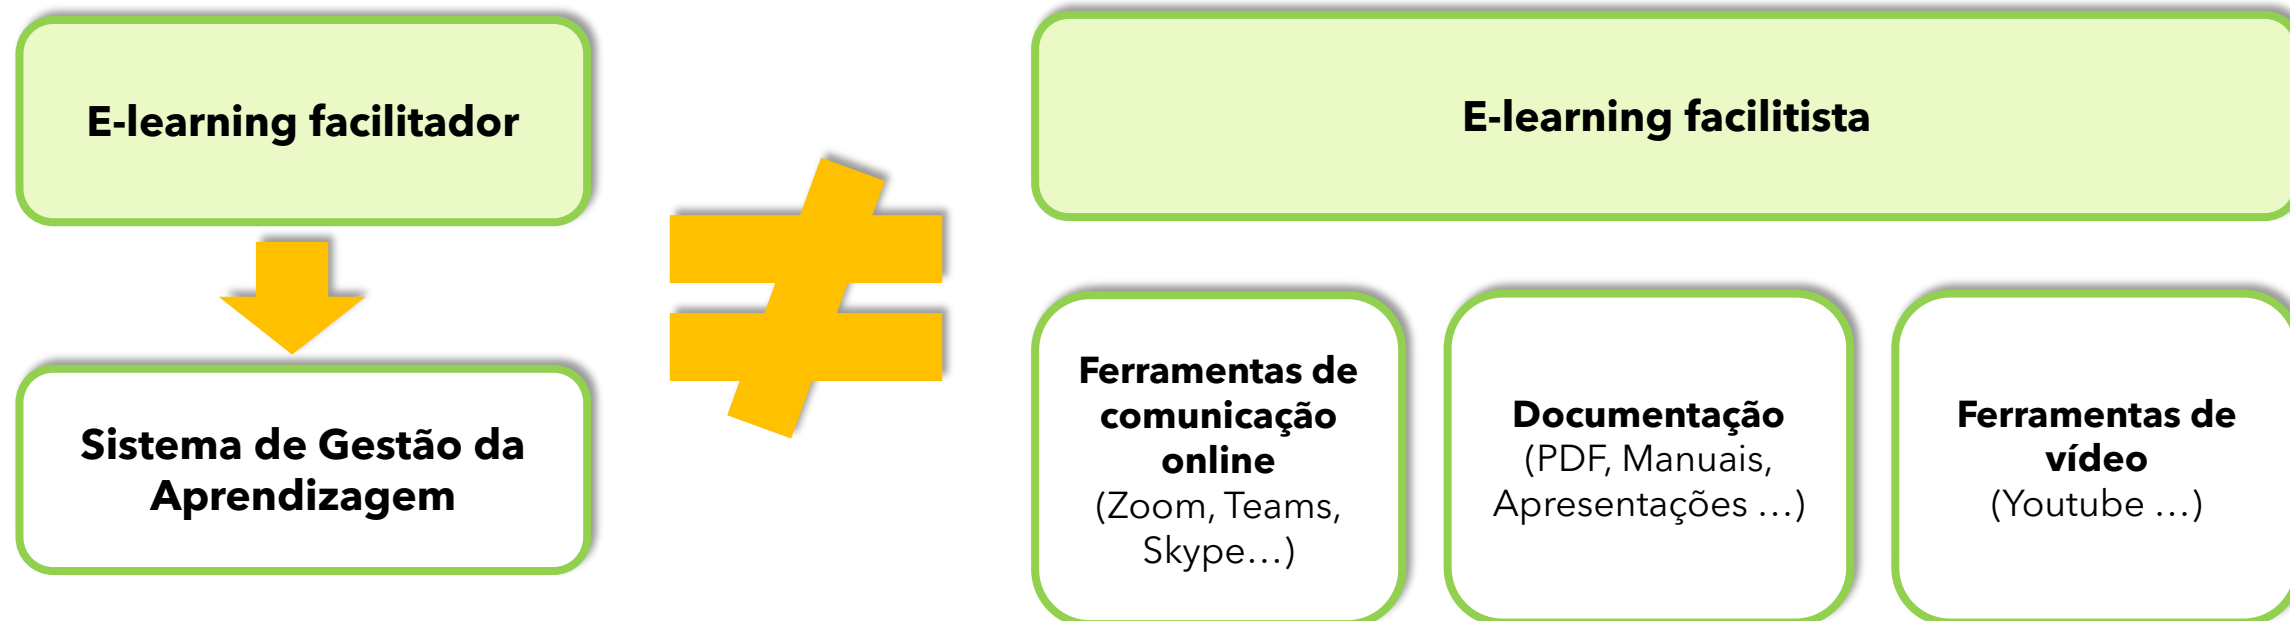 E-learning facilitador
Sistema de Gestão da
Aprendizagem
E-learning facilitista
Ferramentas de
comunicação
online
(Zoom, Teams,
Skype...)
Documentação
(PDF, Manuais,
Apresentações ...)
Ferramentas de
vídeo
(Youtube ...)